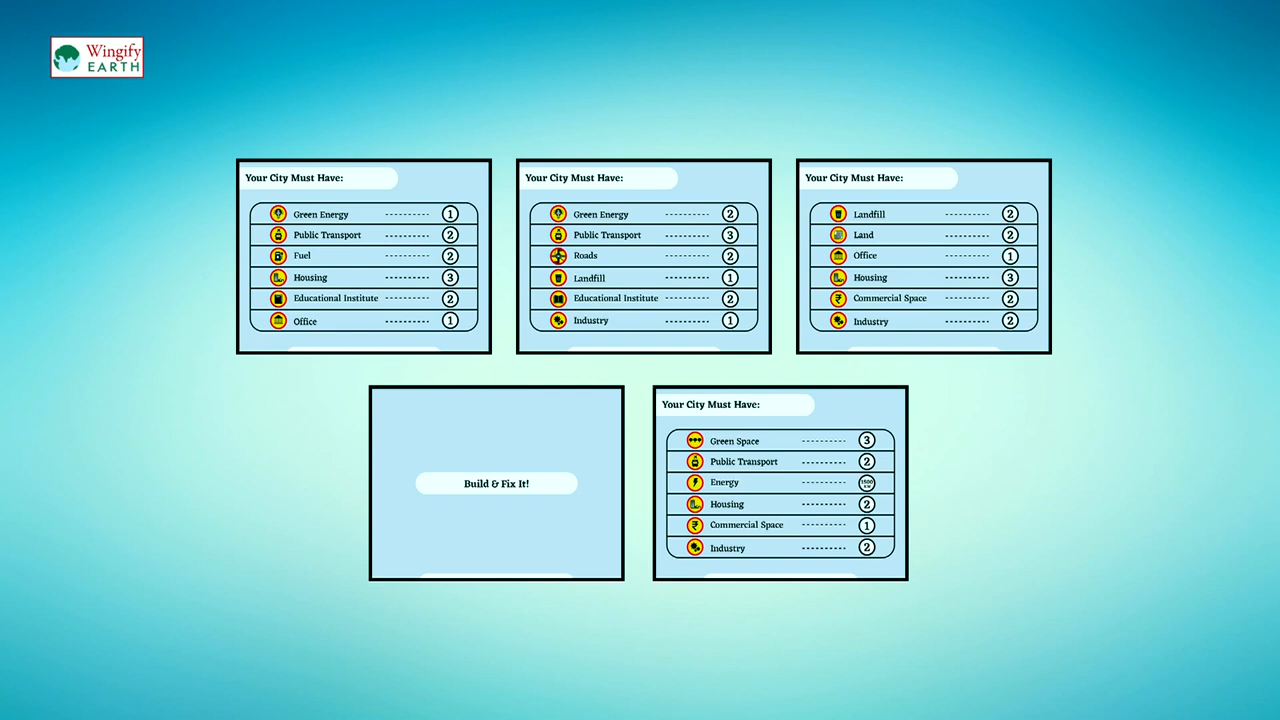 Wingify
EARTH
Your City Must Have:
Green Energy ---------- 1
Public Transport ---------- 2
Fuel ---------- 2
Housing ---------- 3
Educational Institute ---------- 2
Office ---------- 1
Your City Must Have:
Green Energy ---------- 2
Public Transport ---------- 3
Roads ---------- 2
Landfill ---------- 1
Educational Institute ---------- 2
Industry ---------- 1
Your City Must Have:
Landfill ---------- 2
Land ---------- 2
Office ---------- 1
Housing ---------- 3
Commercial Space ---------- 2
Industry ---------- 2
Build & Fix It!
Your City Must Have:
Green Space ---------- 3
Public Transport ---------- 2
Energy ---------- 1500
Housing ---------- 2
Commercial Space ---------- 1
Industry ---------- 2